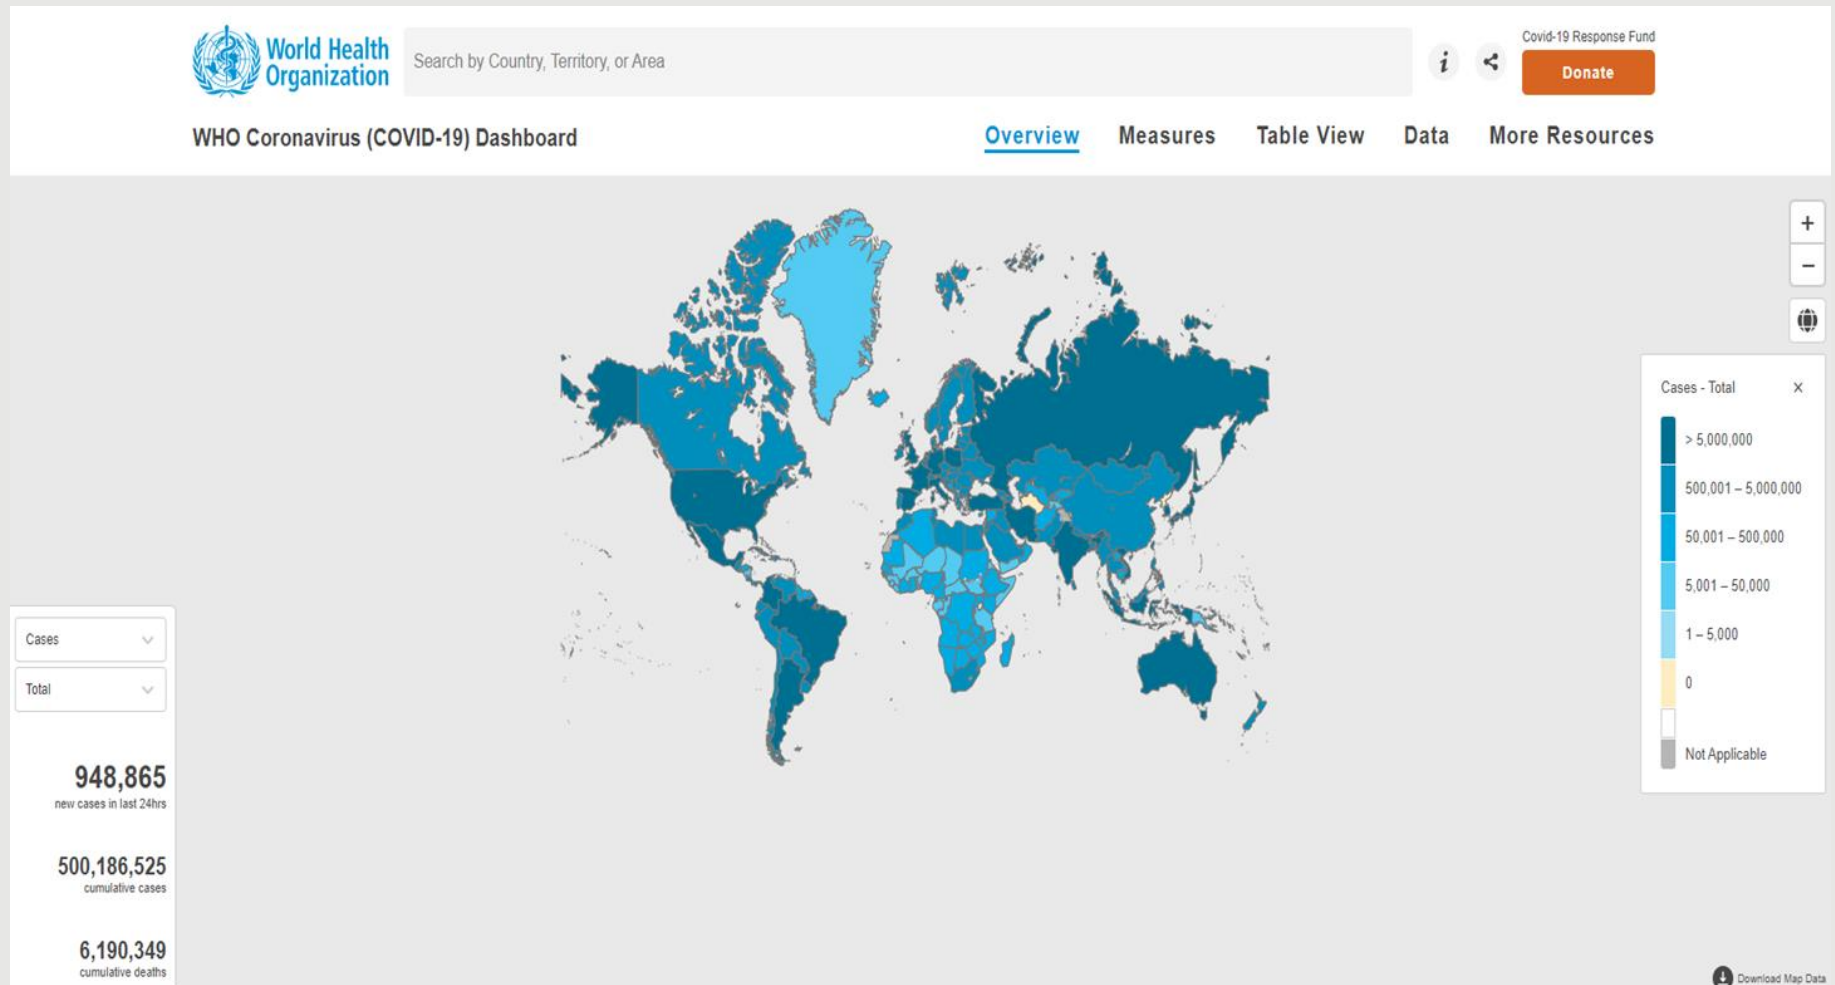 World Health
Organization
Search by Country, Territory, or Area
i
Covid-19 Response Fund
Donate
WHO Coronavirus (COVID-19) Dashboard
Overview
Measures
Table View
Data
More Resources
+
−
Cases - Total
X
> 5,000,000
500,001 – 5,000,000
50,001 – 500,000
5,001 – 50,000
1 – 5,000
0
Not Applicable
Cases
Total
948,865
new cases in last 24hrs
500,186,525
cumulative cases
6,190,349
cumulative deaths
Download Map Data